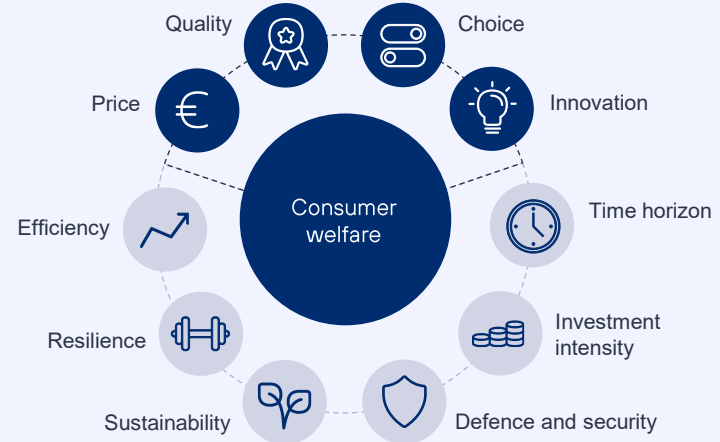 Quality
Choice
Price
€
Innovation
Consumer
welfare
Efficiency
Time horizon
Resilience
Investment
intensity
Sustainability
Defence and security